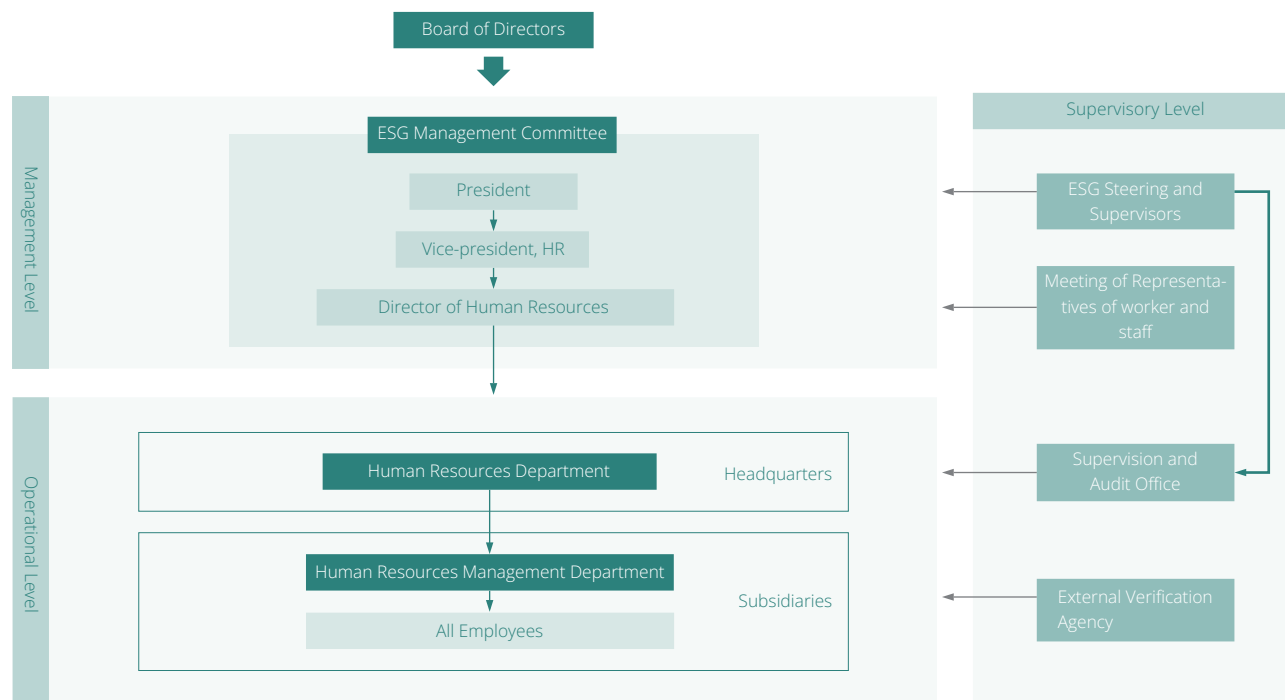 Board of Directors
Management Level
ESG Management Committee
President
Vice-president, HR
Director of Human Resources
Operational Level
Human Resources Department
Headquarters
Human Resources Management Department
Subsidiaries
All Employees
Supervisory Level
ESG Steering and
Supervisors
Meeting of Representa-
tives of worker and
staff
Supervision and
Audit Office
External Verification
Agency